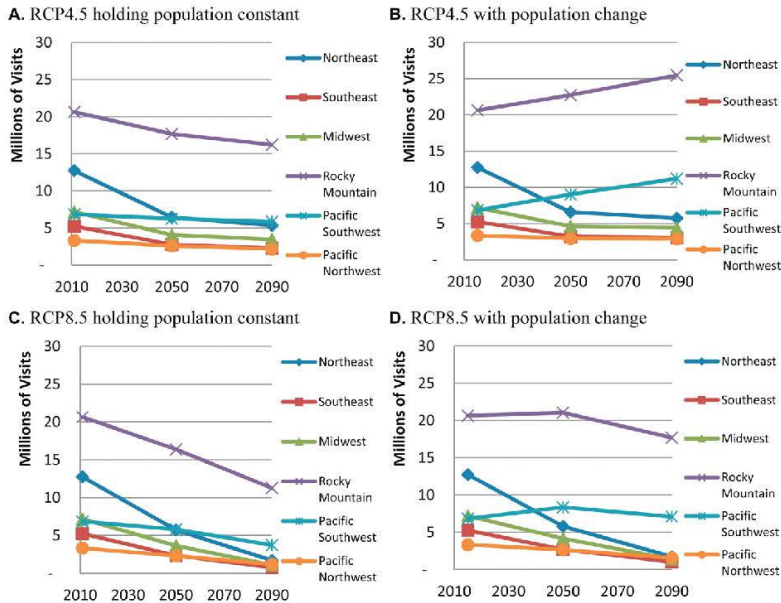 A. RCP4.5 holding population constant
30
25
20
15
10
5
-
Millions of Visits
2010 2030 2050 2070 2090
Northeast
Southeast
Midwest
Rocky
Mountain
Pacific
Southwest
Pacific
Northwest
B. RCP4.5 with population change
30
25
20
15
10
5
-
Millions of Visits
2010 2030 2050 2070 2090
Northeast
Southeast
Midwest
Rocky
Mountain
Pacific
Southwest
Pacific
Northwest
C. RCP8.5 holding population constant
30
25
20
15
10
5
-
Millions of Visits
2010 2030 2050 2070 2090
Northeast
Southeast
Midwest
Rocky
Mountain
Pacific
Southwest
Pacific
Northwest
D. RCP8.5 with population change
30
25
20
15
10
5
-
Millions of Visits
2010 2030 2050 2070 2090
Northeast
Southeast
Midwest
Rocky
Mountain
Pacific
Southwest
Pacific
Northwest